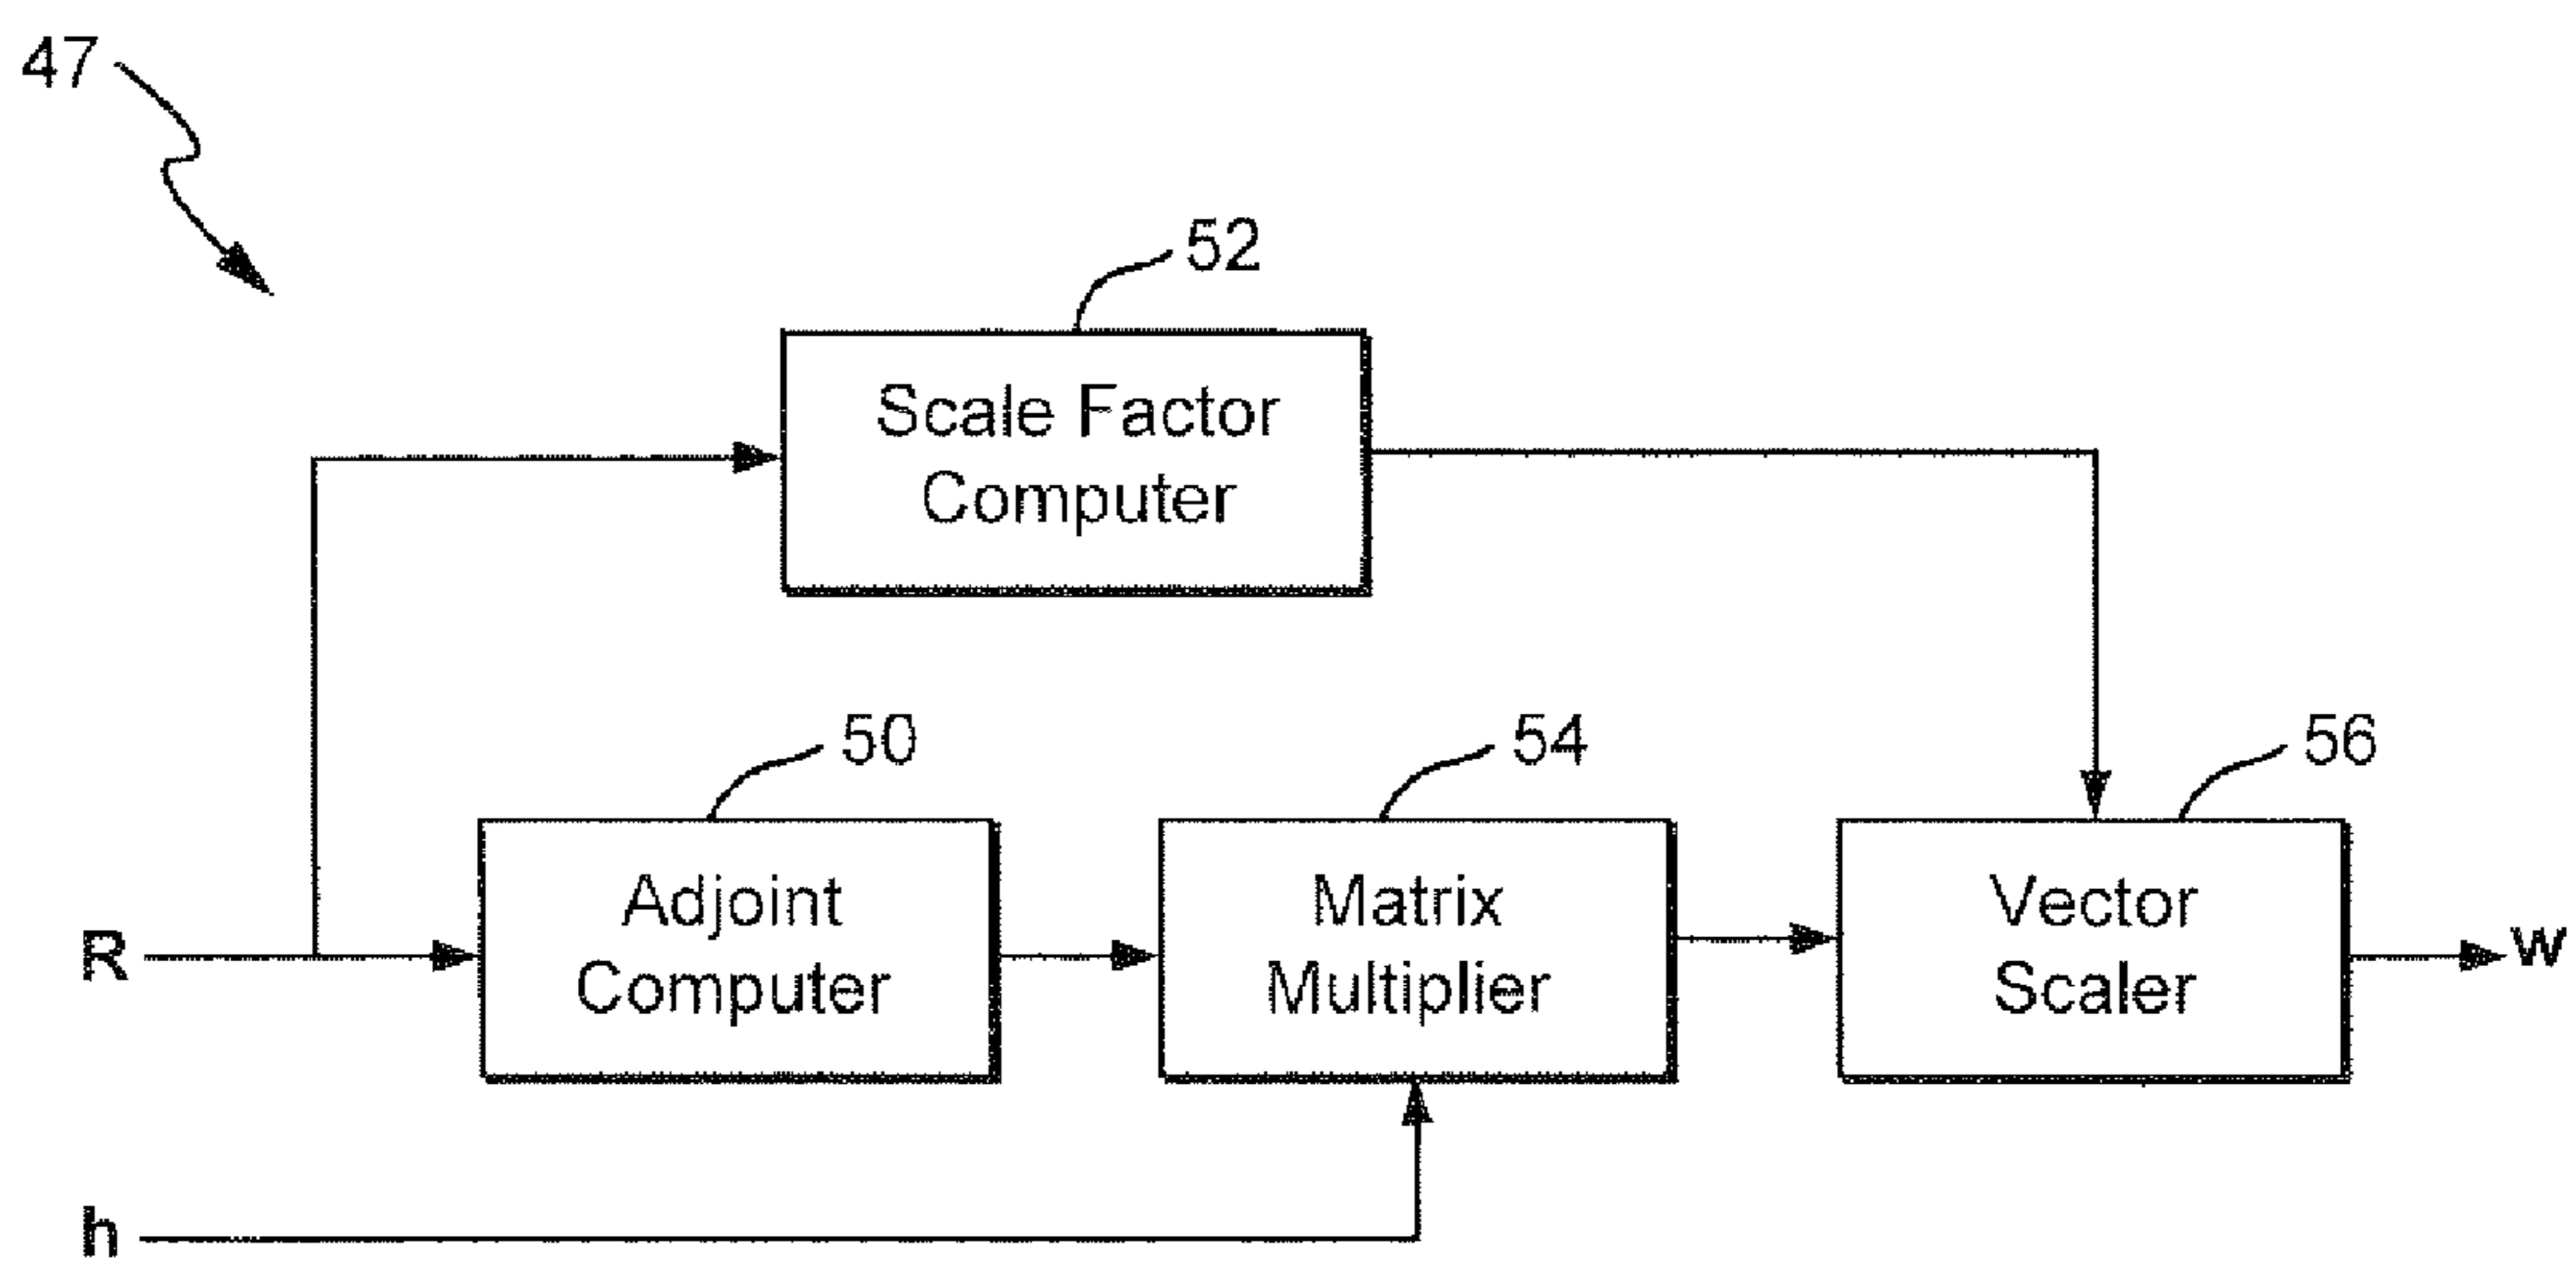 47
52
Scale Factor
Computer
50
54
56
Adjoint
Computer
Matrix
Multiplier
Vector
Scaler
R
w
h